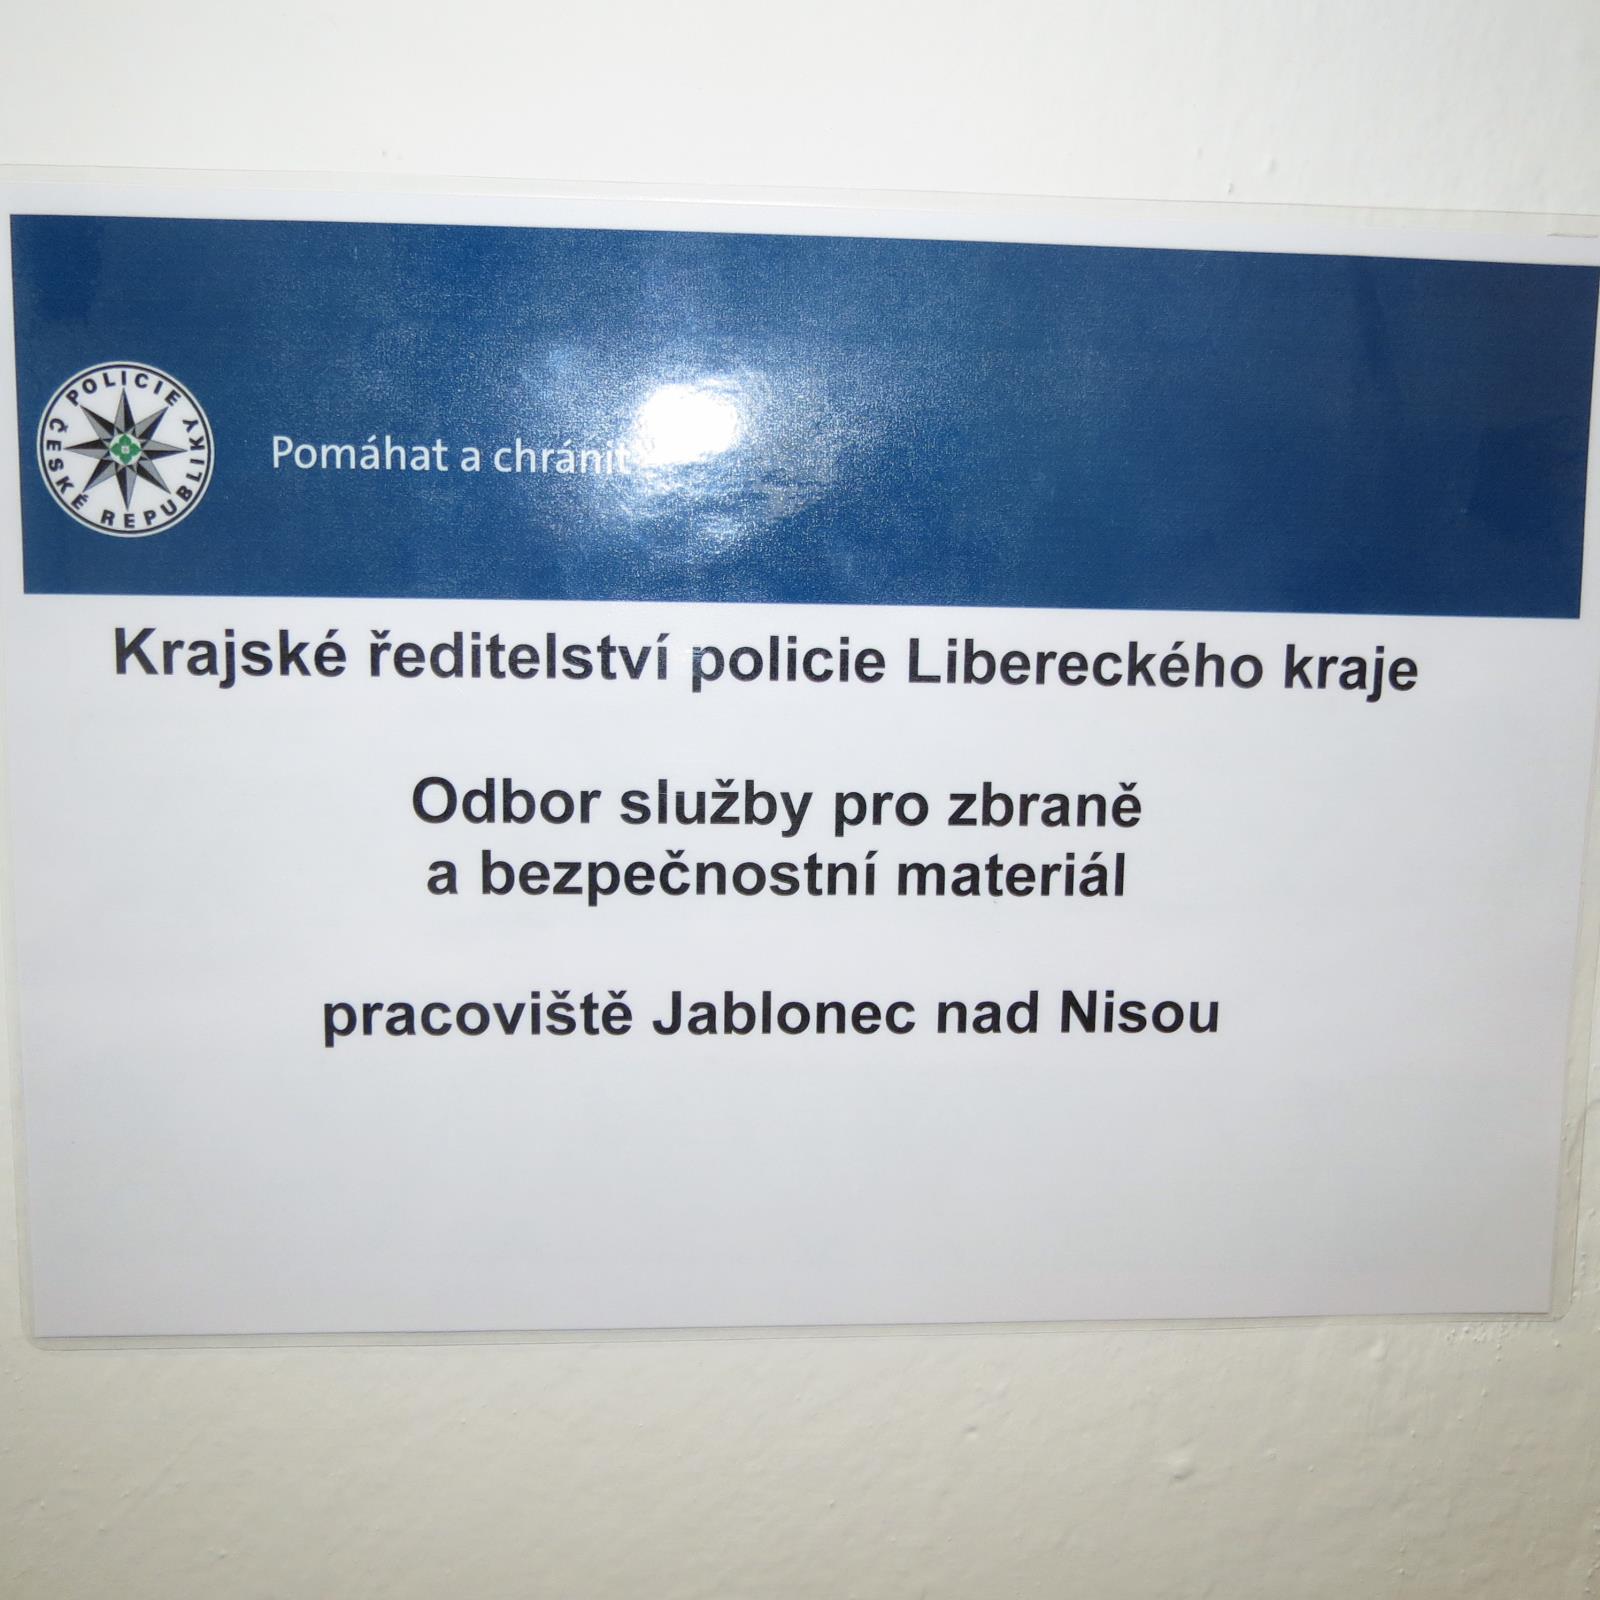 POLICIE ČESKÉ REPUBLIKY
Pomáhat a chránit
Krajské ředitelství policie Libereckého kraje
Odbor služby pro zbraně
a bezpečnostní materiál
pracoviště Jablonec nad Nisou